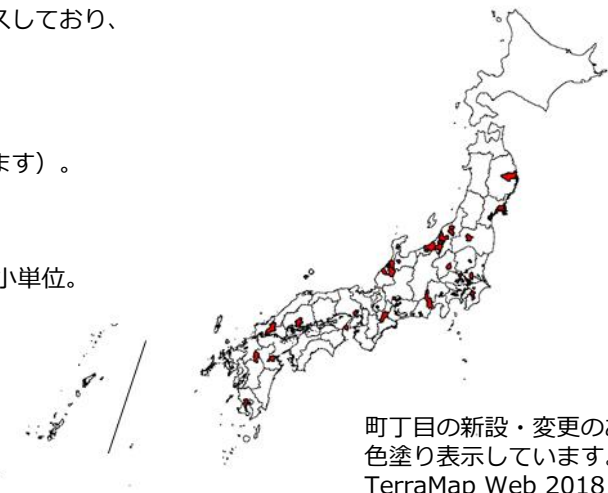 スしており、
ます）。
小単位。
町丁目の新設・変更のあ
色塗り表示しています。
TerraMap Web 2018